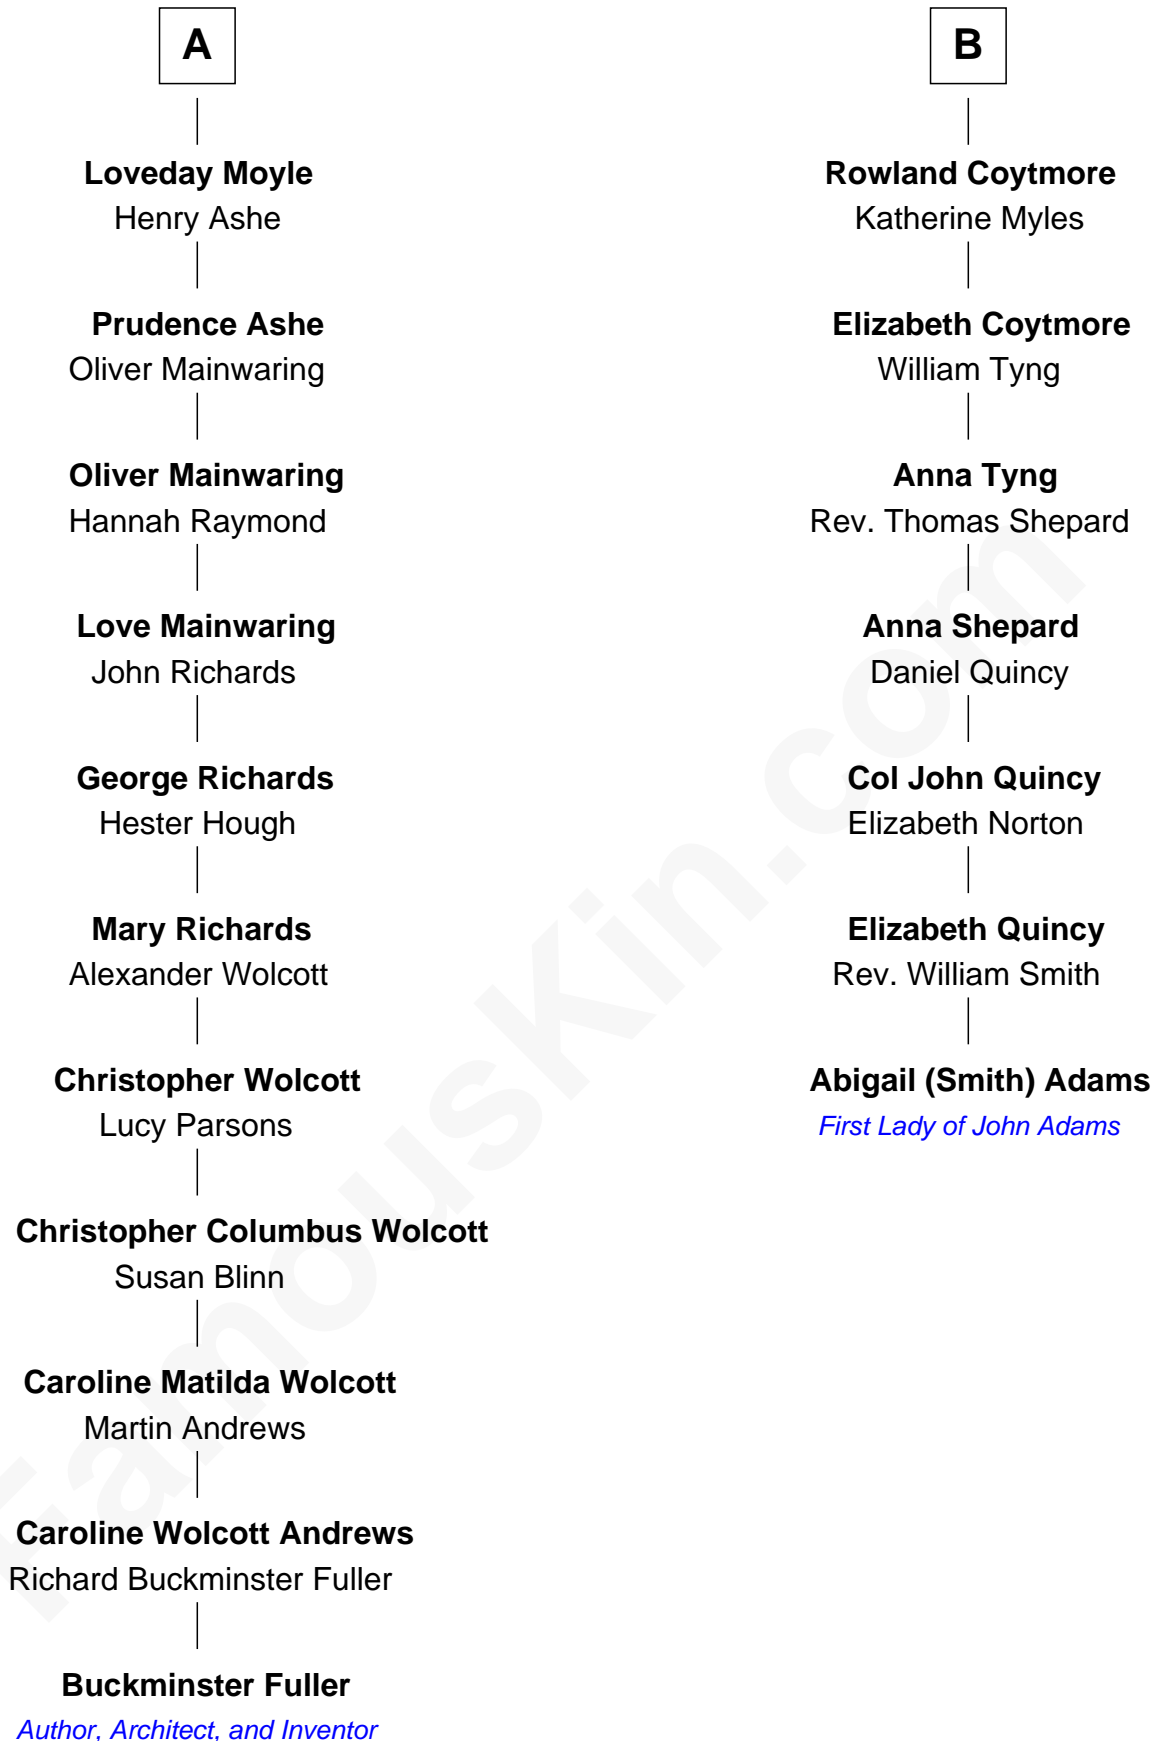 A
Loveday Moyle
Henry Ashe
Prudence Ashe
Oliver Mainwaring
Oliver Mainwaring
Hannah Raymond
Love Mainwaring
John Richards
George Richards
Hester Hough
Mary Richards
Alexander Wolcott
Christopher Wolcott
Lucy Parsons
Christopher Columbus Wolcott
Susan Blinn
Caroline Matilda Wolcott
Martin Andrews
Caroline Wolcott Andrews
Richard Buckminster Fuller
Buckminster Fuller
Author, Architect, and Inventor
B
Rowland Coytmore
Katherine Myles
Elizabeth Coytmore
William Tyng
Anna Tyng
Rev. Thomas Shepard
Anna Shepard
Daniel Quincy
Col John Quincy
Elizabeth Norton
Elizabeth Quincy
Rev. William Smith
Abigail (Smith) Adams
First Lady of John Adams
FamousKin.com